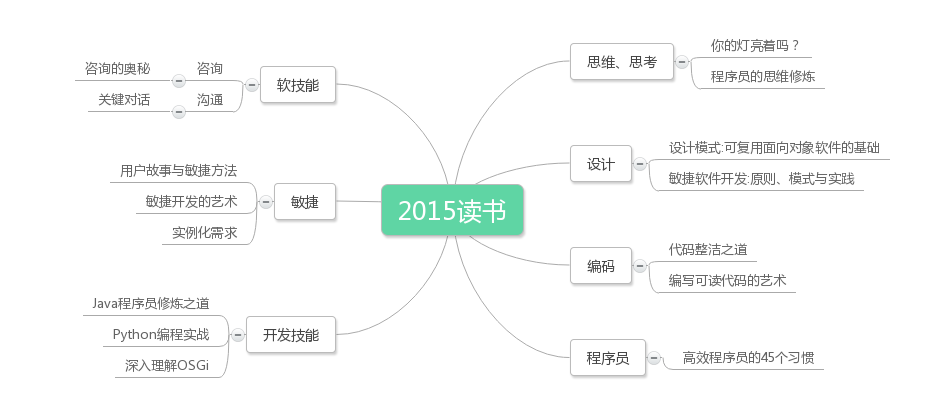 2015读书
思维、思考
你的灯亮着吗？
程序员的思维修炼
设计
设计模式:可复用面向对象软件的基础
敏捷软件开发:原则、模式与实践
编码
代码整洁之道
编写可读代码的艺术
程序员
高效程序员的45个习惯
软技能
咨询
咨询的奥秘
沟通
关键对话
敏捷
用户故事与敏捷方法
敏捷开发的艺术
实例化需求
开发技能
Java程序员修炼之道
Python编程实战
深入理解OSGi